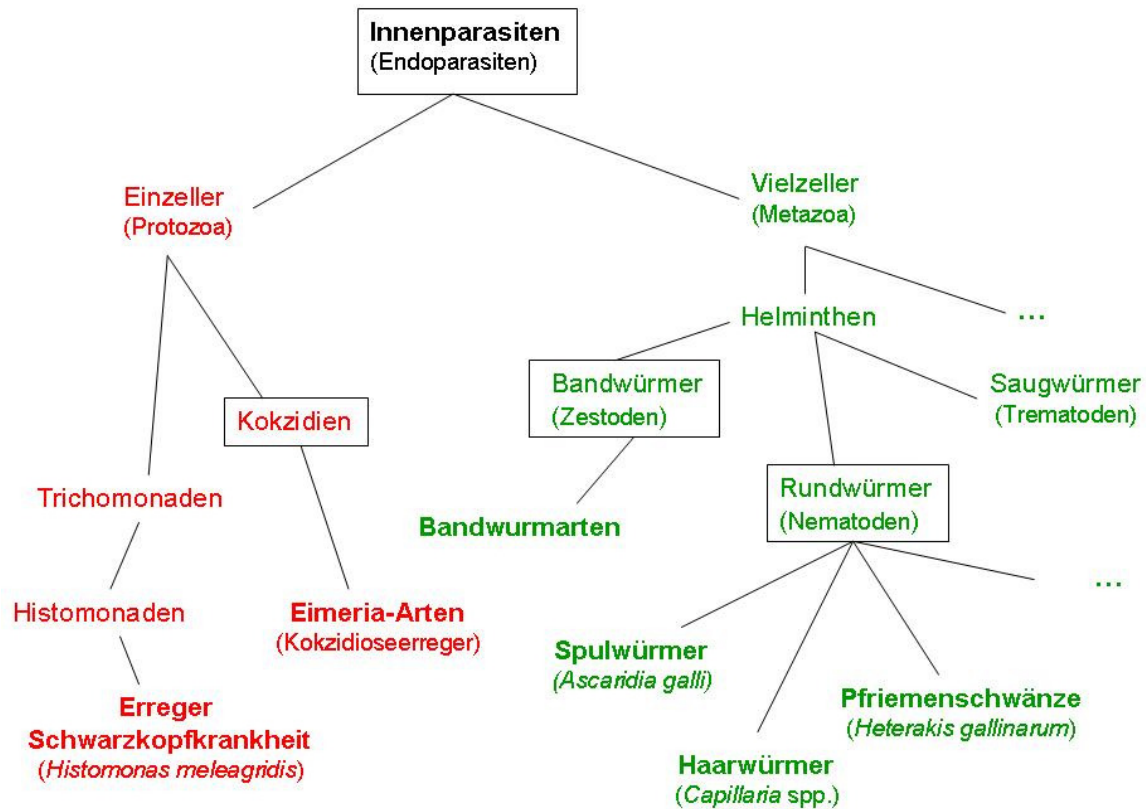 Innenparasiten
(Endoparasiten)
Einzeller
(Protozoa)
Vielzeller
(Metazoa)
Helminthen
...
Bandwürmer
(Zestoden)
Saugwürmer
(Trematoden)
Kokzidien
Trichomonaden
Rundwürmer
(Nematoden)
Bandwurmarten
...
Histomonaden
Eimeria-Arten
(Kokzidioseerreger)
Spulwürmer
(Ascaridia galli)
Pfriemenschwänze
(Heterakis gallinarum)
Erreger
Schwarzkopfkrankheit
(Histomonas meleagridis)
Haarwürmer
(Capillaria spp.)